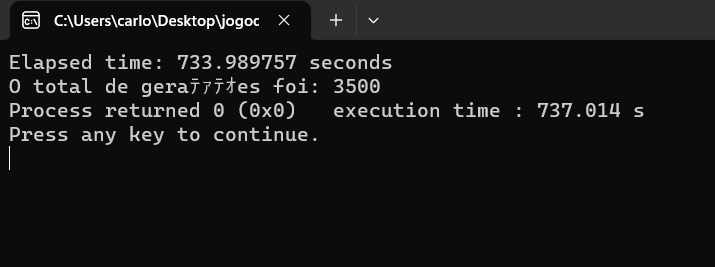 C:\Users\carlo\Desktop\jogoc
Elapsed time: 733.989757 seconds
O total de geraﾃｧﾃｵes foi: 3500
Process returned 0 (0x0)   execution time : 737.014 s
Press any key to continue.